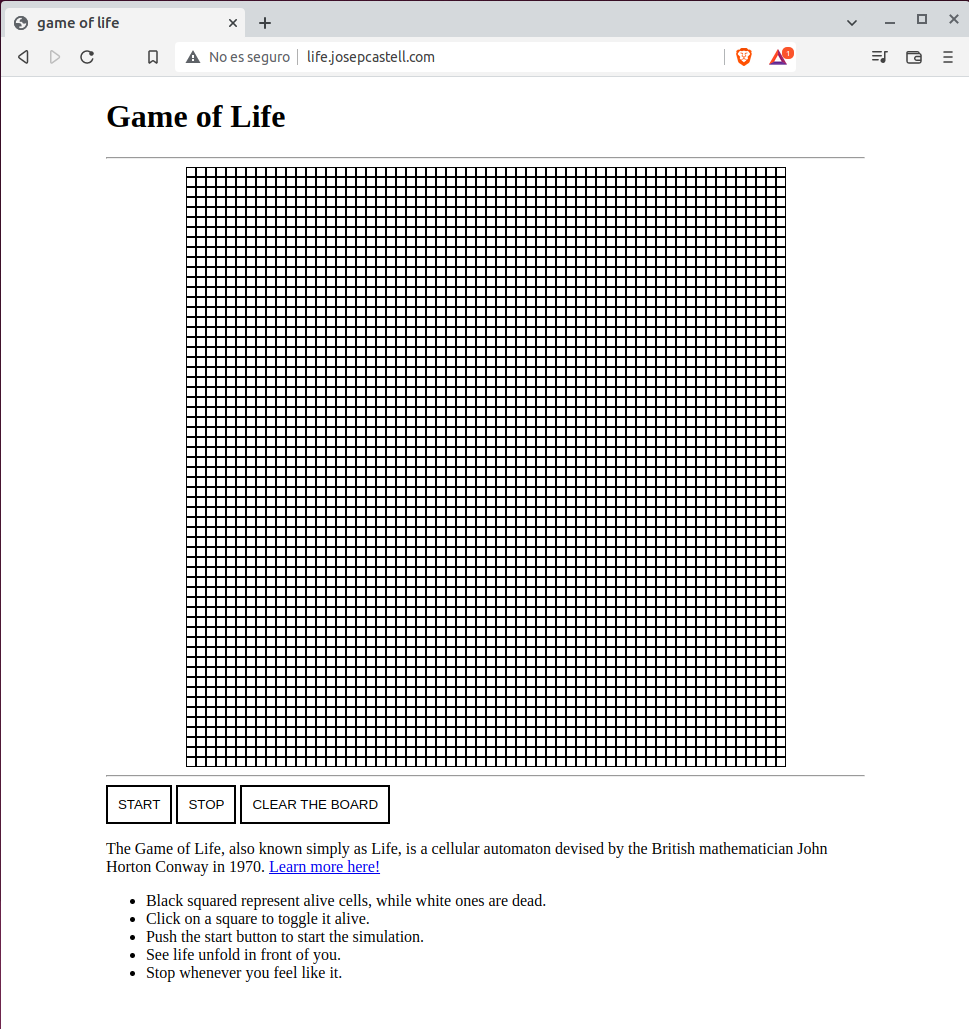 game of life
No es seguro
life.josepcastell.com
1
Game of Life
START
STOP
CLEAR THE BOARD
The Game of Life, also known simply as Life, is a cellular automaton devised by the British mathematician John
Horton Conway in 1970. Learn more here!
Black squared represent alive cells, while white ones are dead.
Click on a square to toggle it alive.
Push the start button to start the simulation.
See life unfold in front of you.
Stop whenever you feel like it.